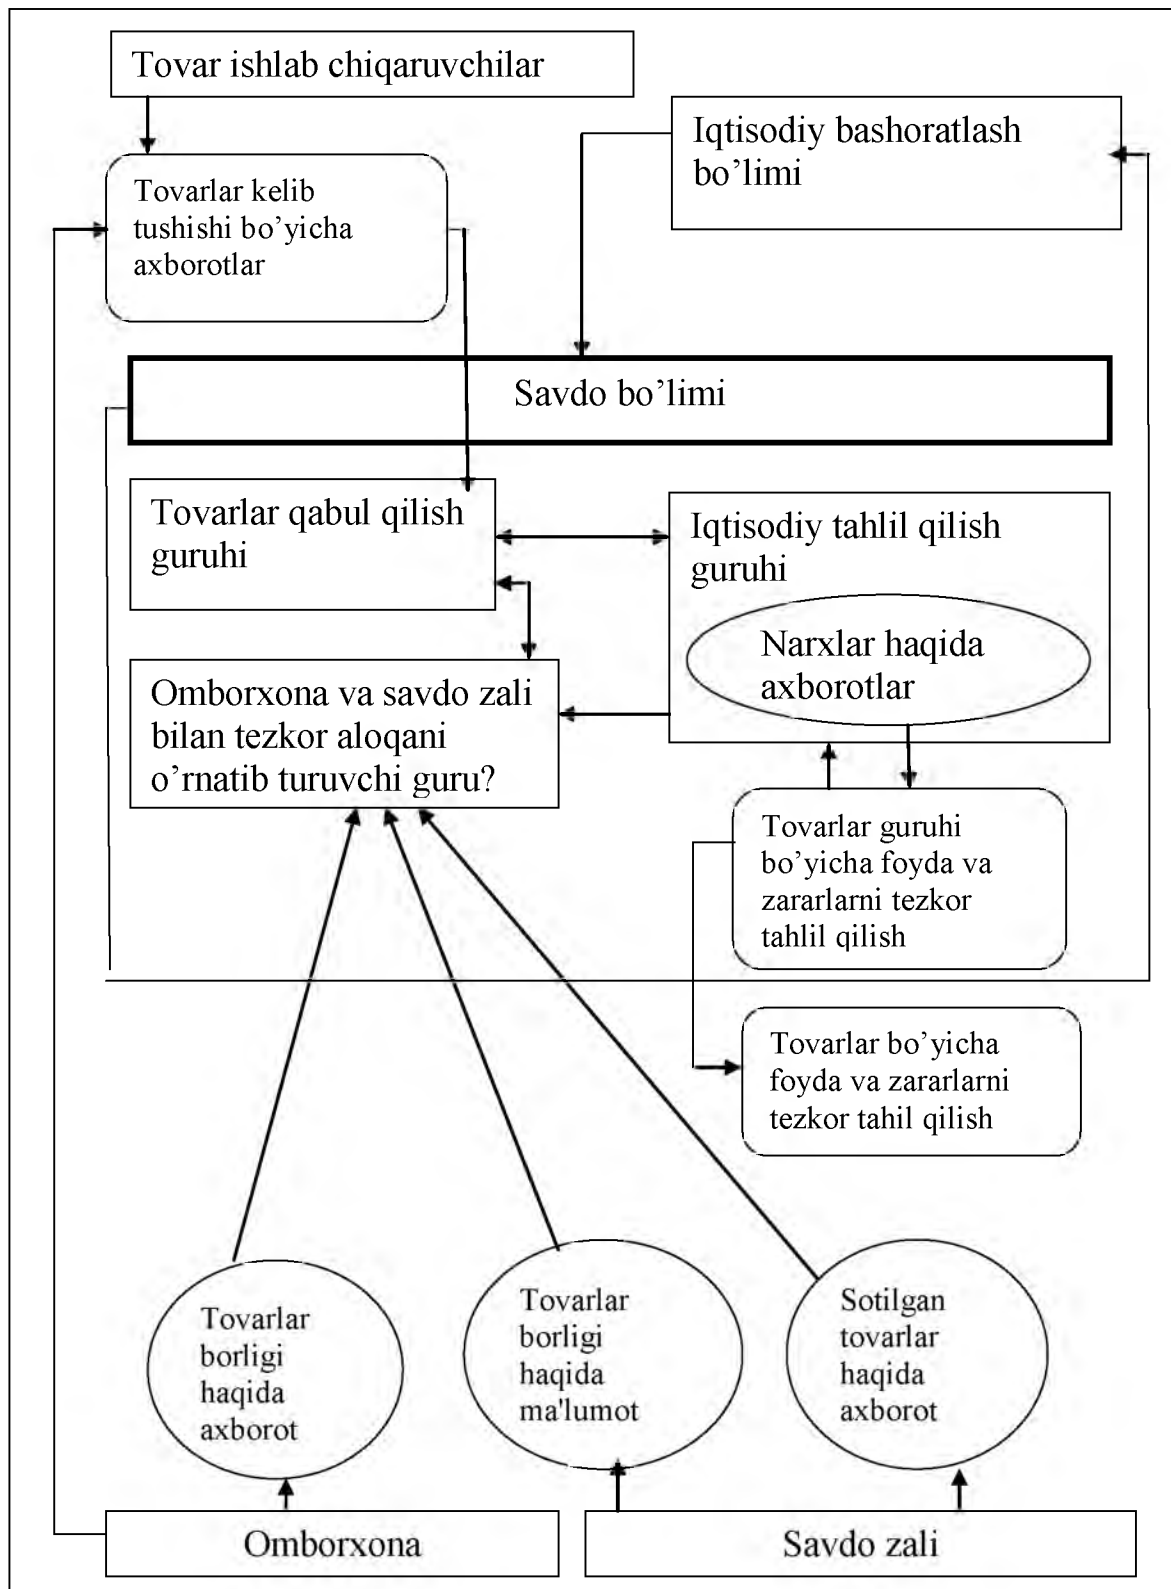 Tovar ishlab chiqaruvchilar
Iqtisodiy bashoratlash
bo’limi
Tovarlar kelib
tushishi bo’yicha
axborotlar
Savdo bo’limi
Tovarlar qabul qilish
guruhi
Iqtisodiy tahlil qilish
guruhi
Narxlar haqida
axborotlar
Omborxona va savdo zali
bilan tezkor aloqani
o’rnatib turuvchi guru?
Tovarlar guruhi
bo’yicha foyda va
zararlarni tezkor
tahlil qilish
Tovarlar bo’yicha
foyda va zararlarni
tezkor tahil qilish
Tovarlar
borligi
haqida
axborot
Tovarlar
borligi
haqida
ma'lumot
Sotilgan
tovarlar
haqida
axborot
Omborxona
Savdo zali